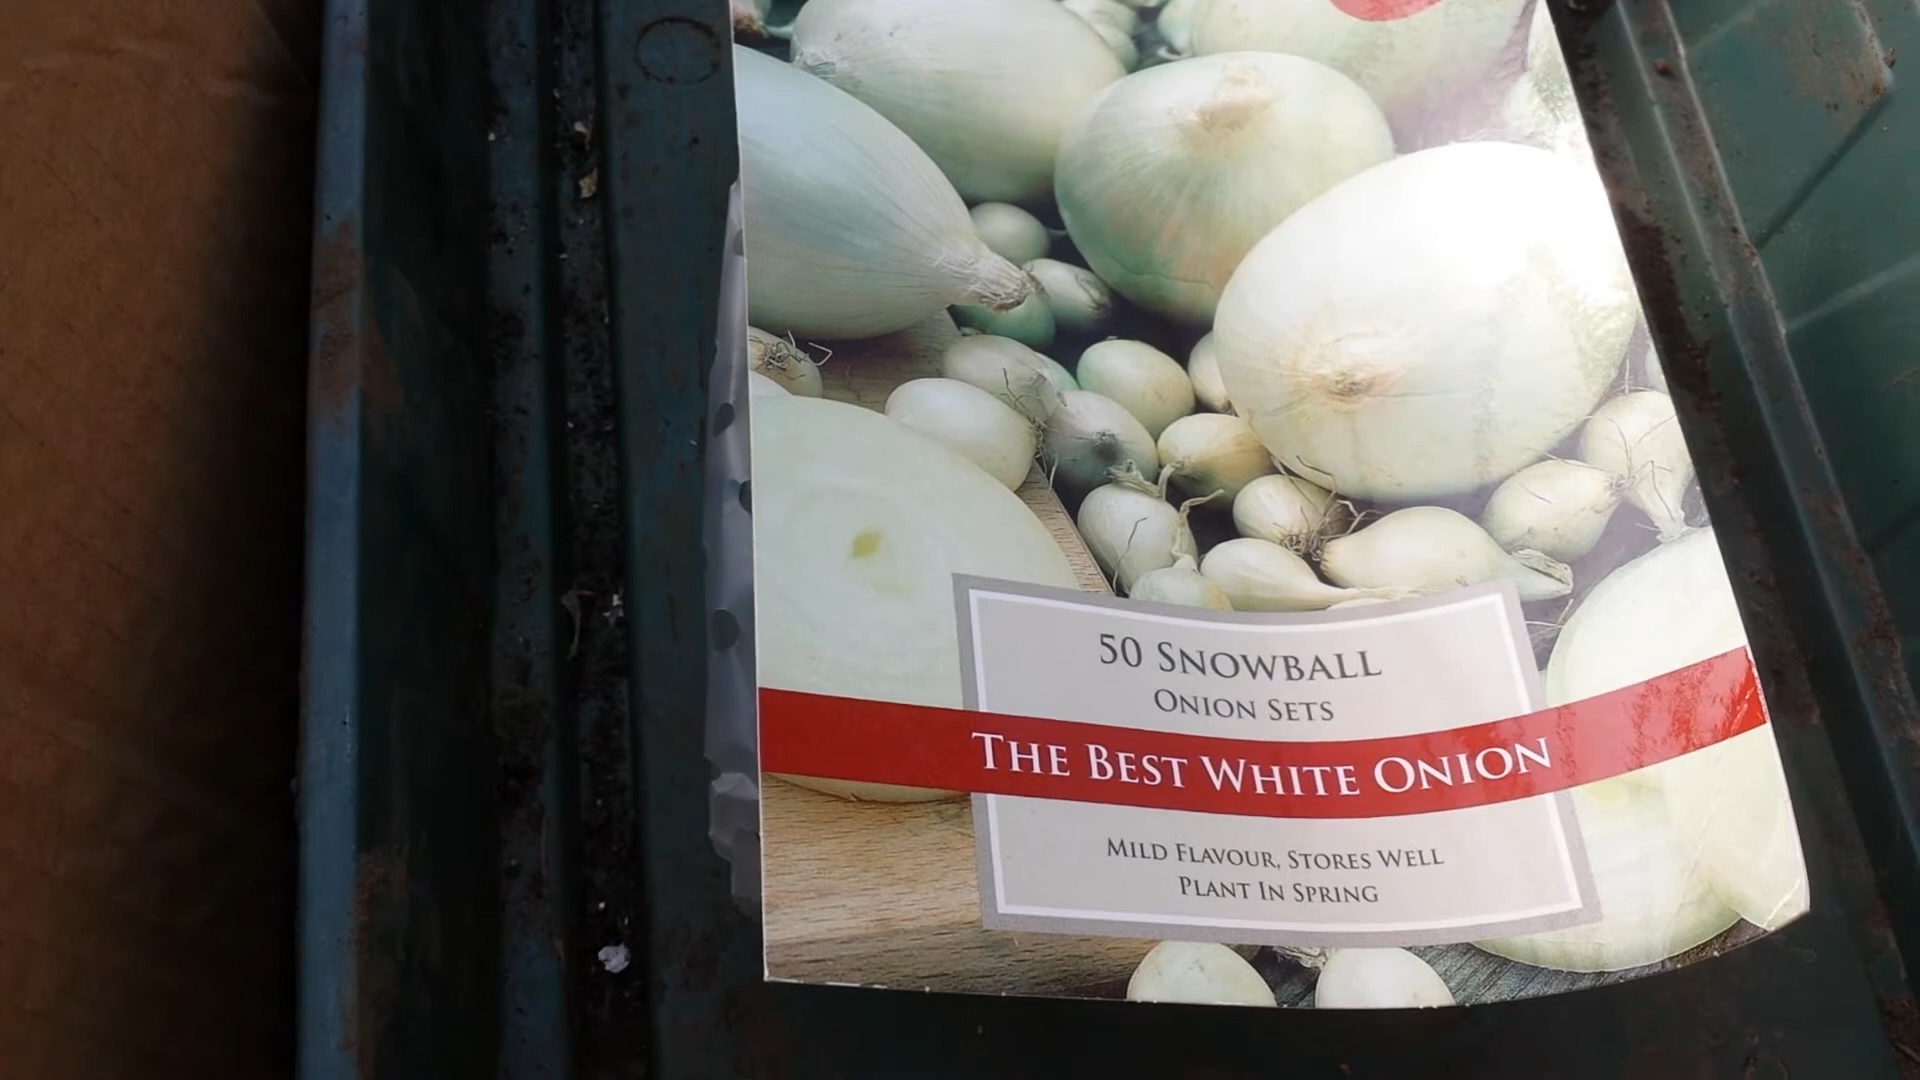 50 SNOWBALL
ONION SETS
THE BEST WHITE ONION
MILD FLAVOUR, STORES WELL
PLANT IN SPRING